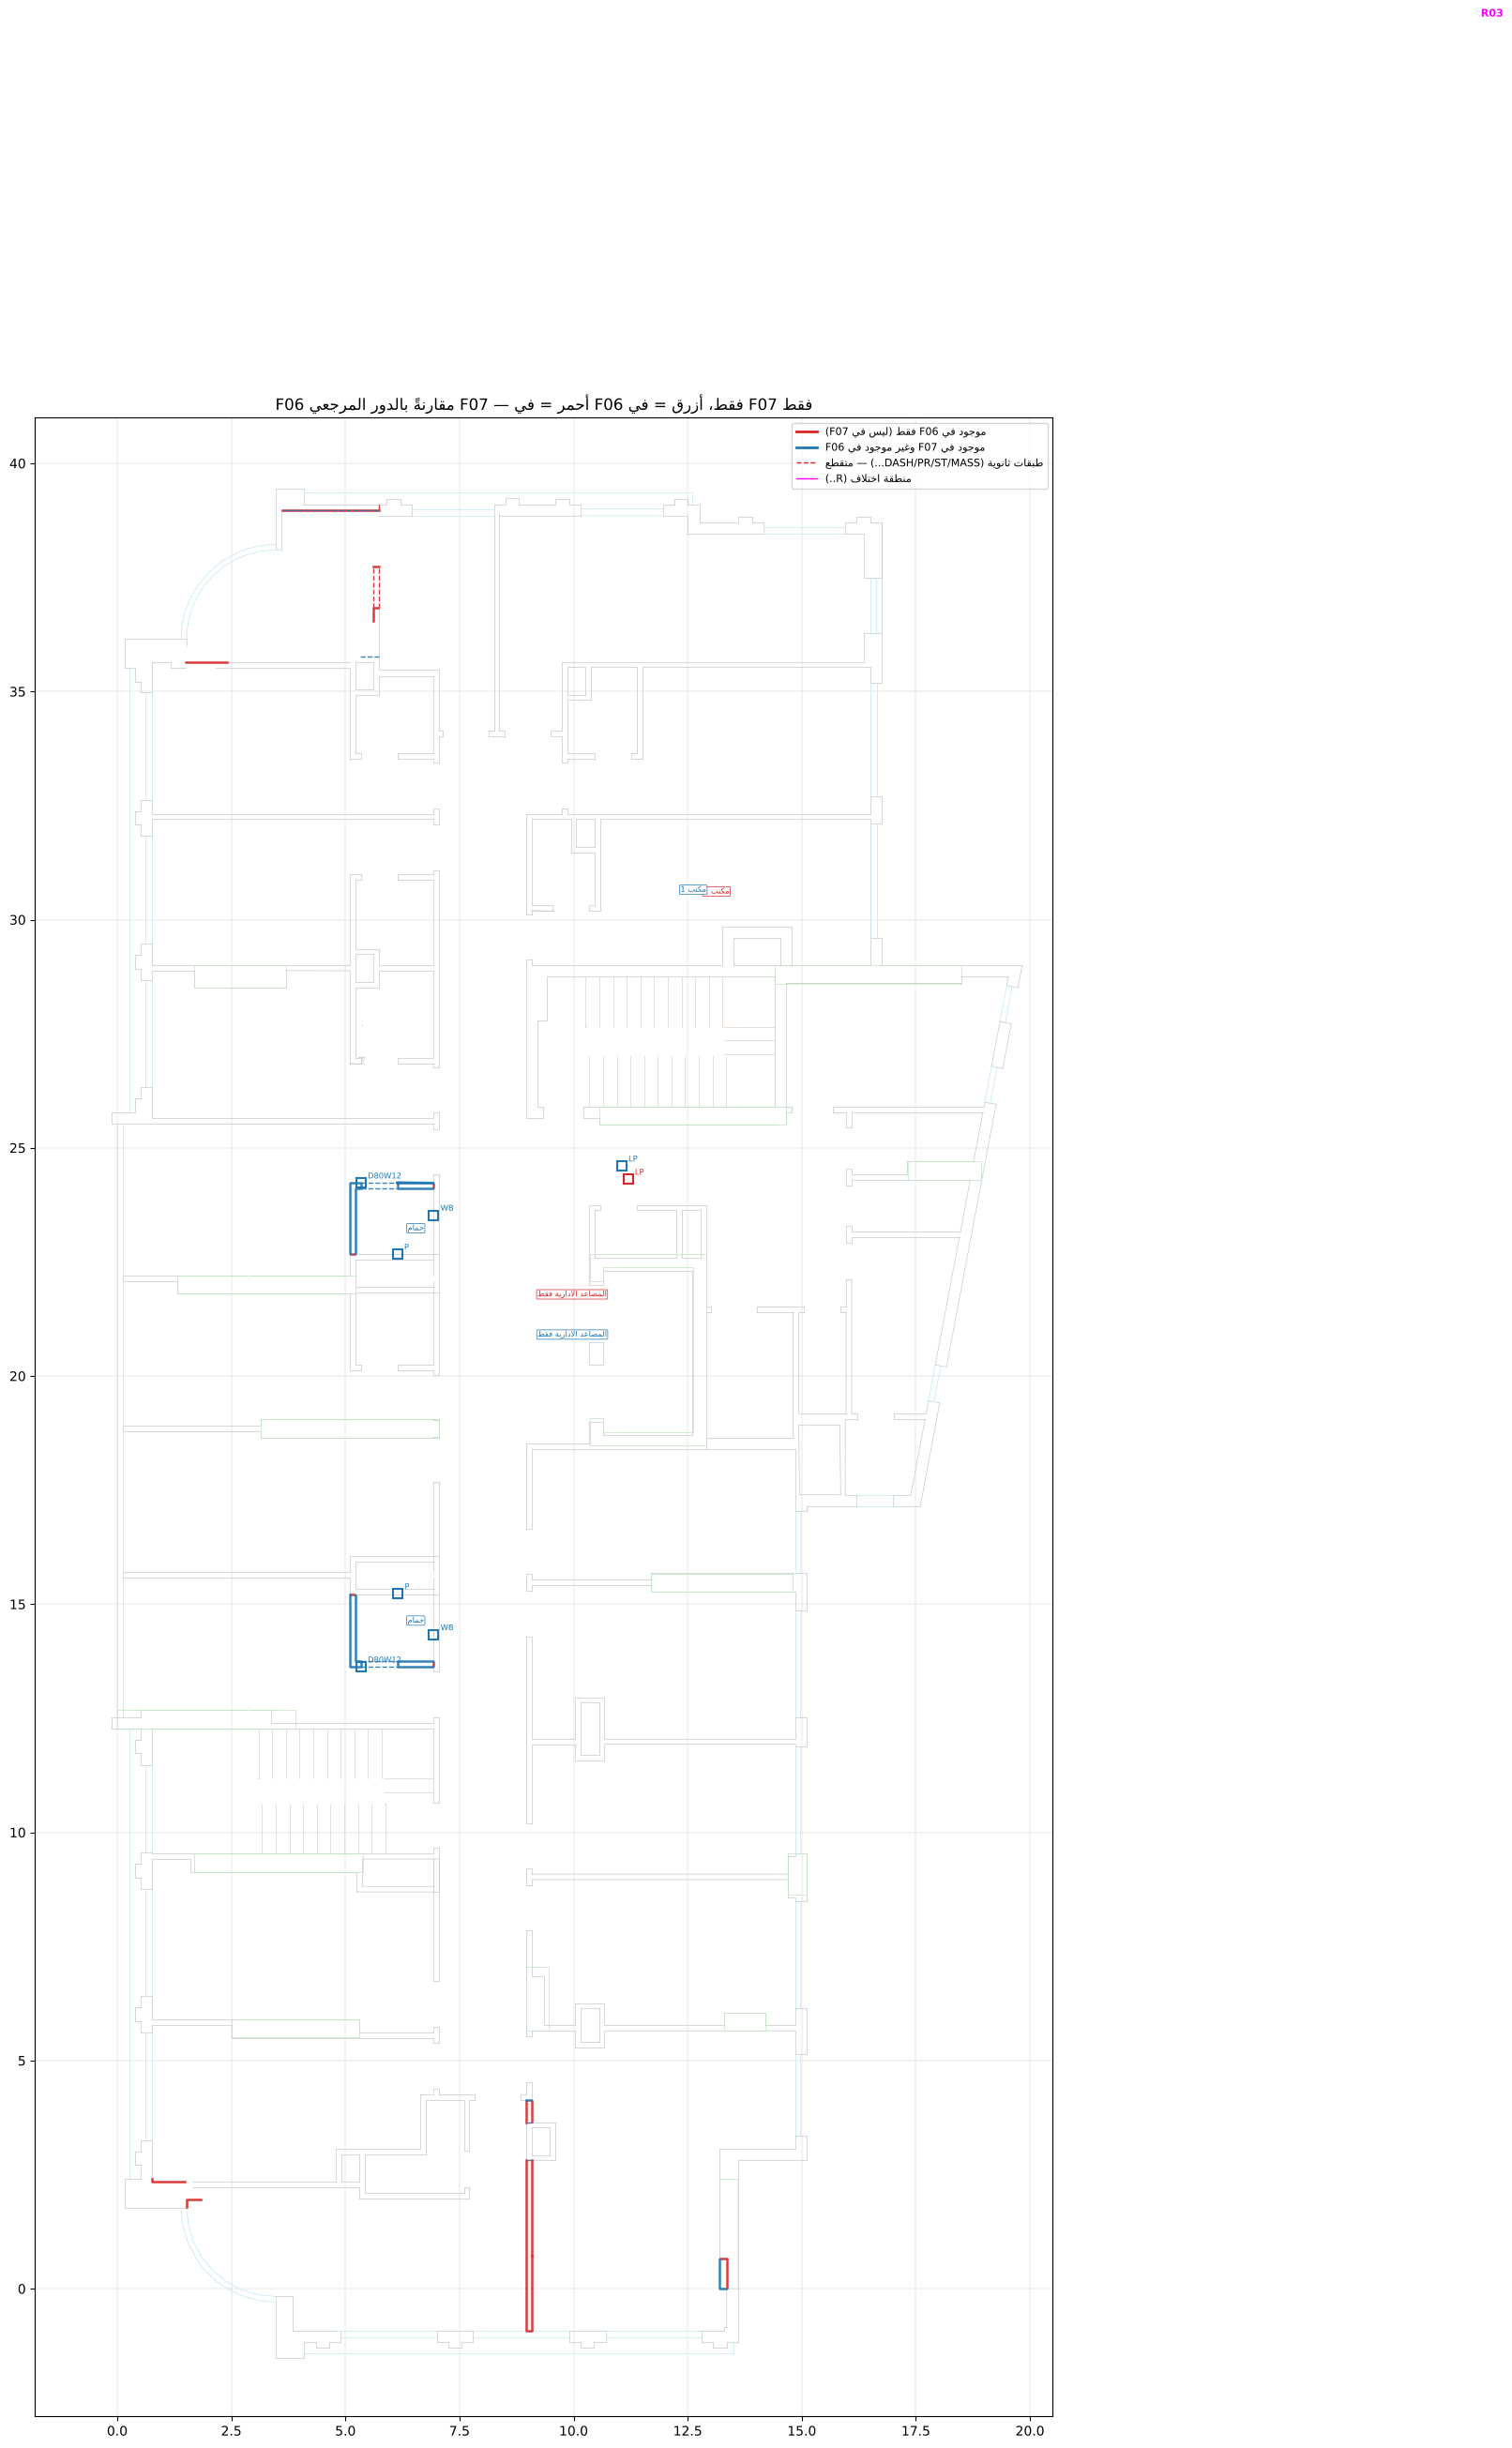 R03
فقط F07 فقط، أزرق = في F06 أحمر = في — F07 مقارنةً بالدور المرجعي F06
موجود في F06 فقط (ليس في F07)
موجود في F07 وغير موجود في F06
طبقات ثانوية (DASH/PR/ST/MASS...) — متقطع
منطقة اختلاف (R..)
40
35
مكتب 1
مكتب
30
25
LP
LP
D80W12
WB
حمام
P
المصاعد الادارية فقط
المصاعد الادارية فقط
20
15
P
حمام
WB
D80W12
10
5
0
0.0 2.5 5.0 7.5 10.0 12.5 15.0 17.5 20.0